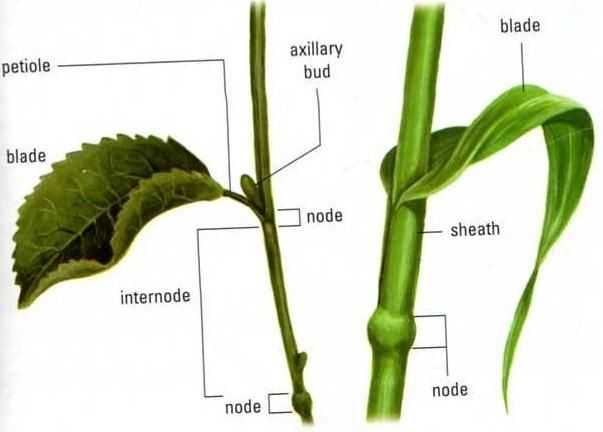 petiole
blade
axillary
bud
node
internode
node
blade
sheath
node